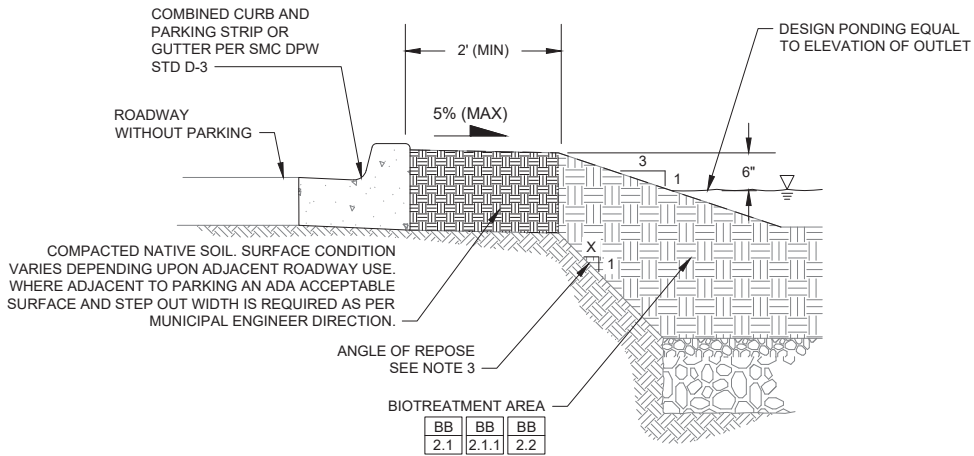 COMBINED CURB AND
PARKING STRIP OR
GUTTER PER SMC DPW
STD D-3
2' (MIN)
DESIGN PONDING EQUAL
TO ELEVATION OF OUTLET
ROADWAY
WITHOUT PARKING
5% (MAX)
3
1
6"
COMPACTED NATIVE SOIL. SURFACE CONDITION
VARIES DEPENDING UPON ADJACENT ROADWAY USE.
WHERE ADJACENT TO PARKING AN ADA ACCEPTABLE
SURFACE AND STEP OUT WIDTH IS REQUIRED AS PER
MUNICIPAL ENGINEER DIRECTION.
X
1
ANGLE OF REPOSE
SEE NOTE 3
BIOTREATMENT AREA
BB BB BB
2.1 2.1.1 2.2